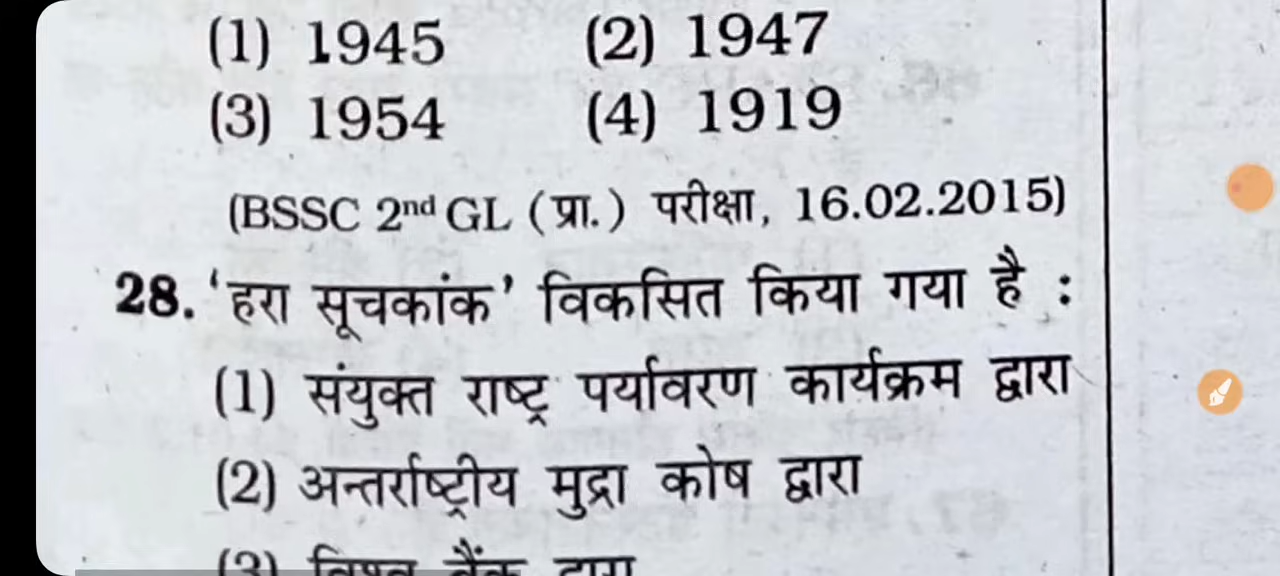 (1) 1945 (2) 1947
(3) 1954 (4) 1919
(BSSC 2nd GL (प्रा.) परीक्षा, 16.02.2015)
28. 'हरा सूचकांक' विकसित किया गया है :
(1) संयुक्त राष्ट्र पर्यावरण कार्यक्रम द्वारा
(2) अन्तर्राष्ट्रीय मुद्रा कोष द्वारा
(3) विश्व बैंक द्वारा